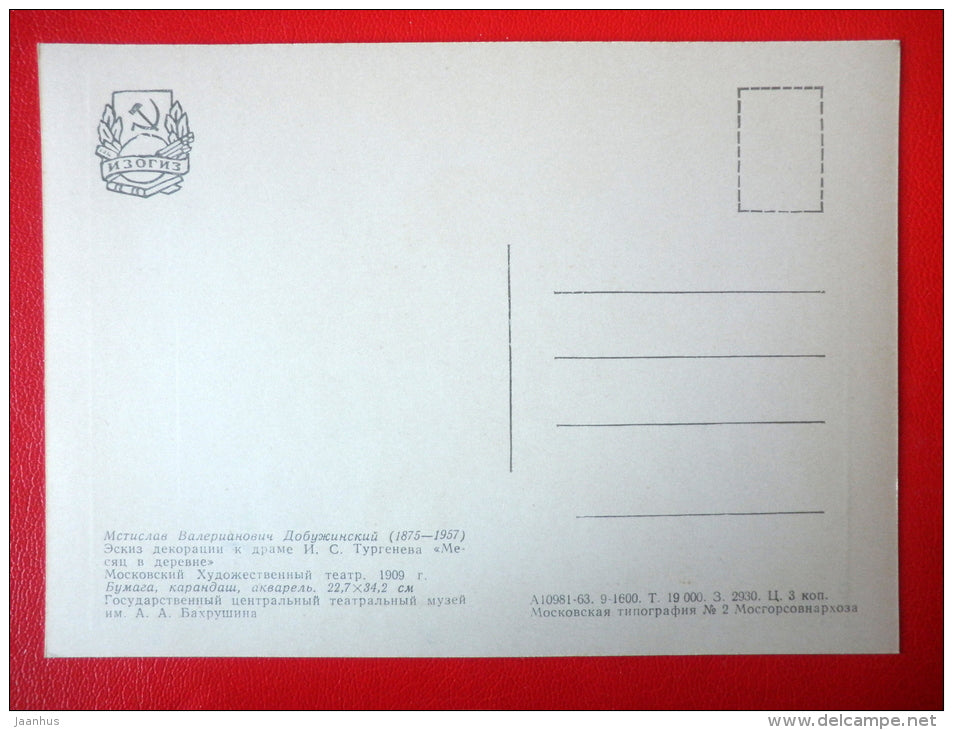 ИЗОГИЗ
Мстислав Валерианович Добужинский (1875—1957)
Эскиз декорации к драме И. С. Тургенева «Ме-
сяц в деревне»
Московский Художественный театр. 1909 г.
Бумага, карандаш, акварель. 22,7×34,2 см
Государственный центральный театральный музей
им. А. А. Бахрушина
А10981-63. 9-1600. Т. 19 000. З. 2930. Ц. 3 коп.
Московская типография № 2 Мосгорсовнархоза
Jaanhus
www.delcampe.net